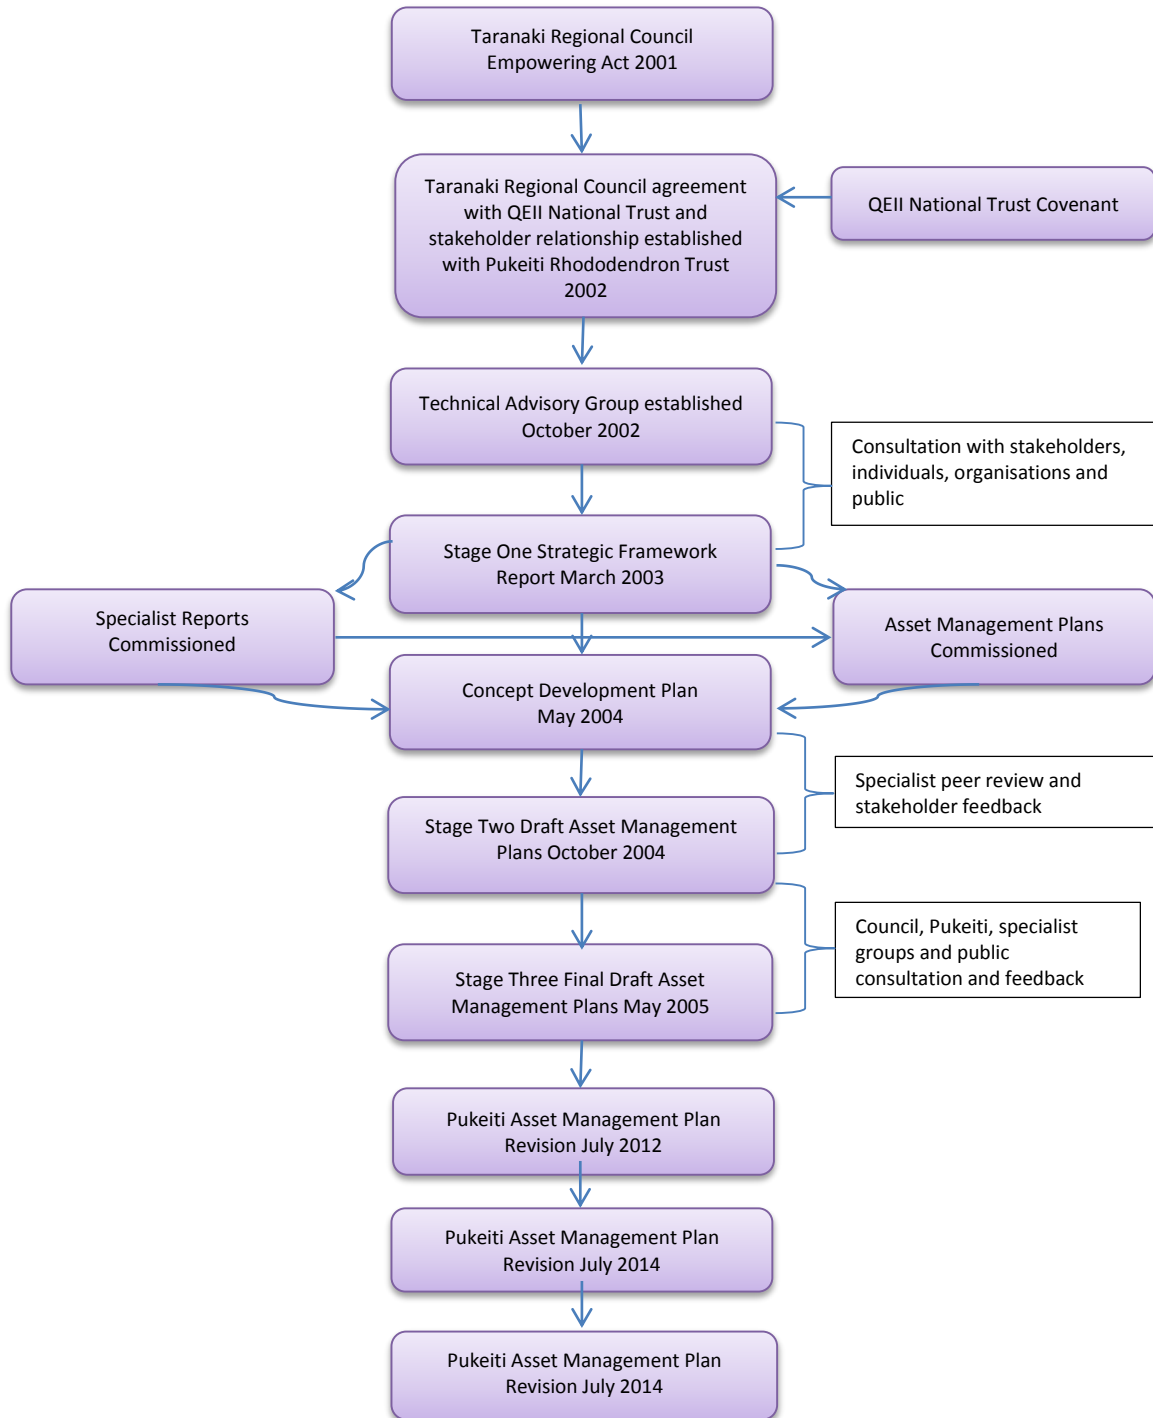 Taranaki Regional Council
Empowering Act 2001
Taranaki Regional Council agreement
with QEII National Trust and
stakeholder relationship established
with Pukeiti Rhododendron Trust
2002
QEII National Trust Covenant
Technical Advisory Group established
October 2002
Consultation with stakeholders,
individuals, organisations and
public
Stage One Strategic Framework
Report March 2003
Specialist Reports
Commissioned
Asset Management Plans
Commissioned
Concept Development Plan
May 2004
Specialist peer review and
stakeholder feedback
Stage Two Draft Asset Management
Plans October 2004
Council, Pukeiti, specialist
groups and public
consultation and feedback
Stage Three Final Draft Asset
Management Plans May 2005
Pukeiti Asset Management Plan
Revision July 2012
Pukeiti Asset Management Plan
Revision July 2014
Pukeiti Asset Management Plan
Revision July 2014